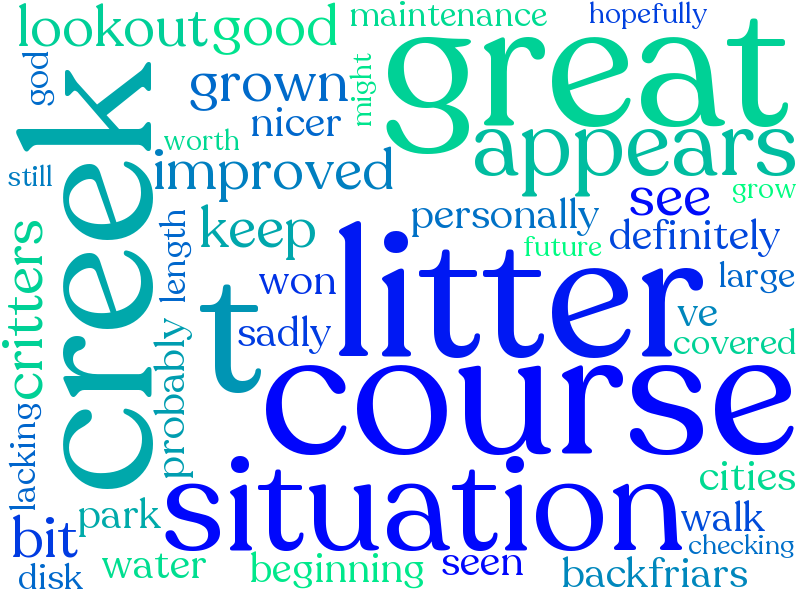 lookout
good
maintenance
hopefully
god
great
grown
might
creek
nicer
worth
appears
still
improved
see
grow
critters
length
keep
personally
definitely
future
won
litter
large
t
ve
sadly
covered
probably
course
lacking
situation
cities
park
walk
bit
checking
water
beginning
seen
backfriars
disk